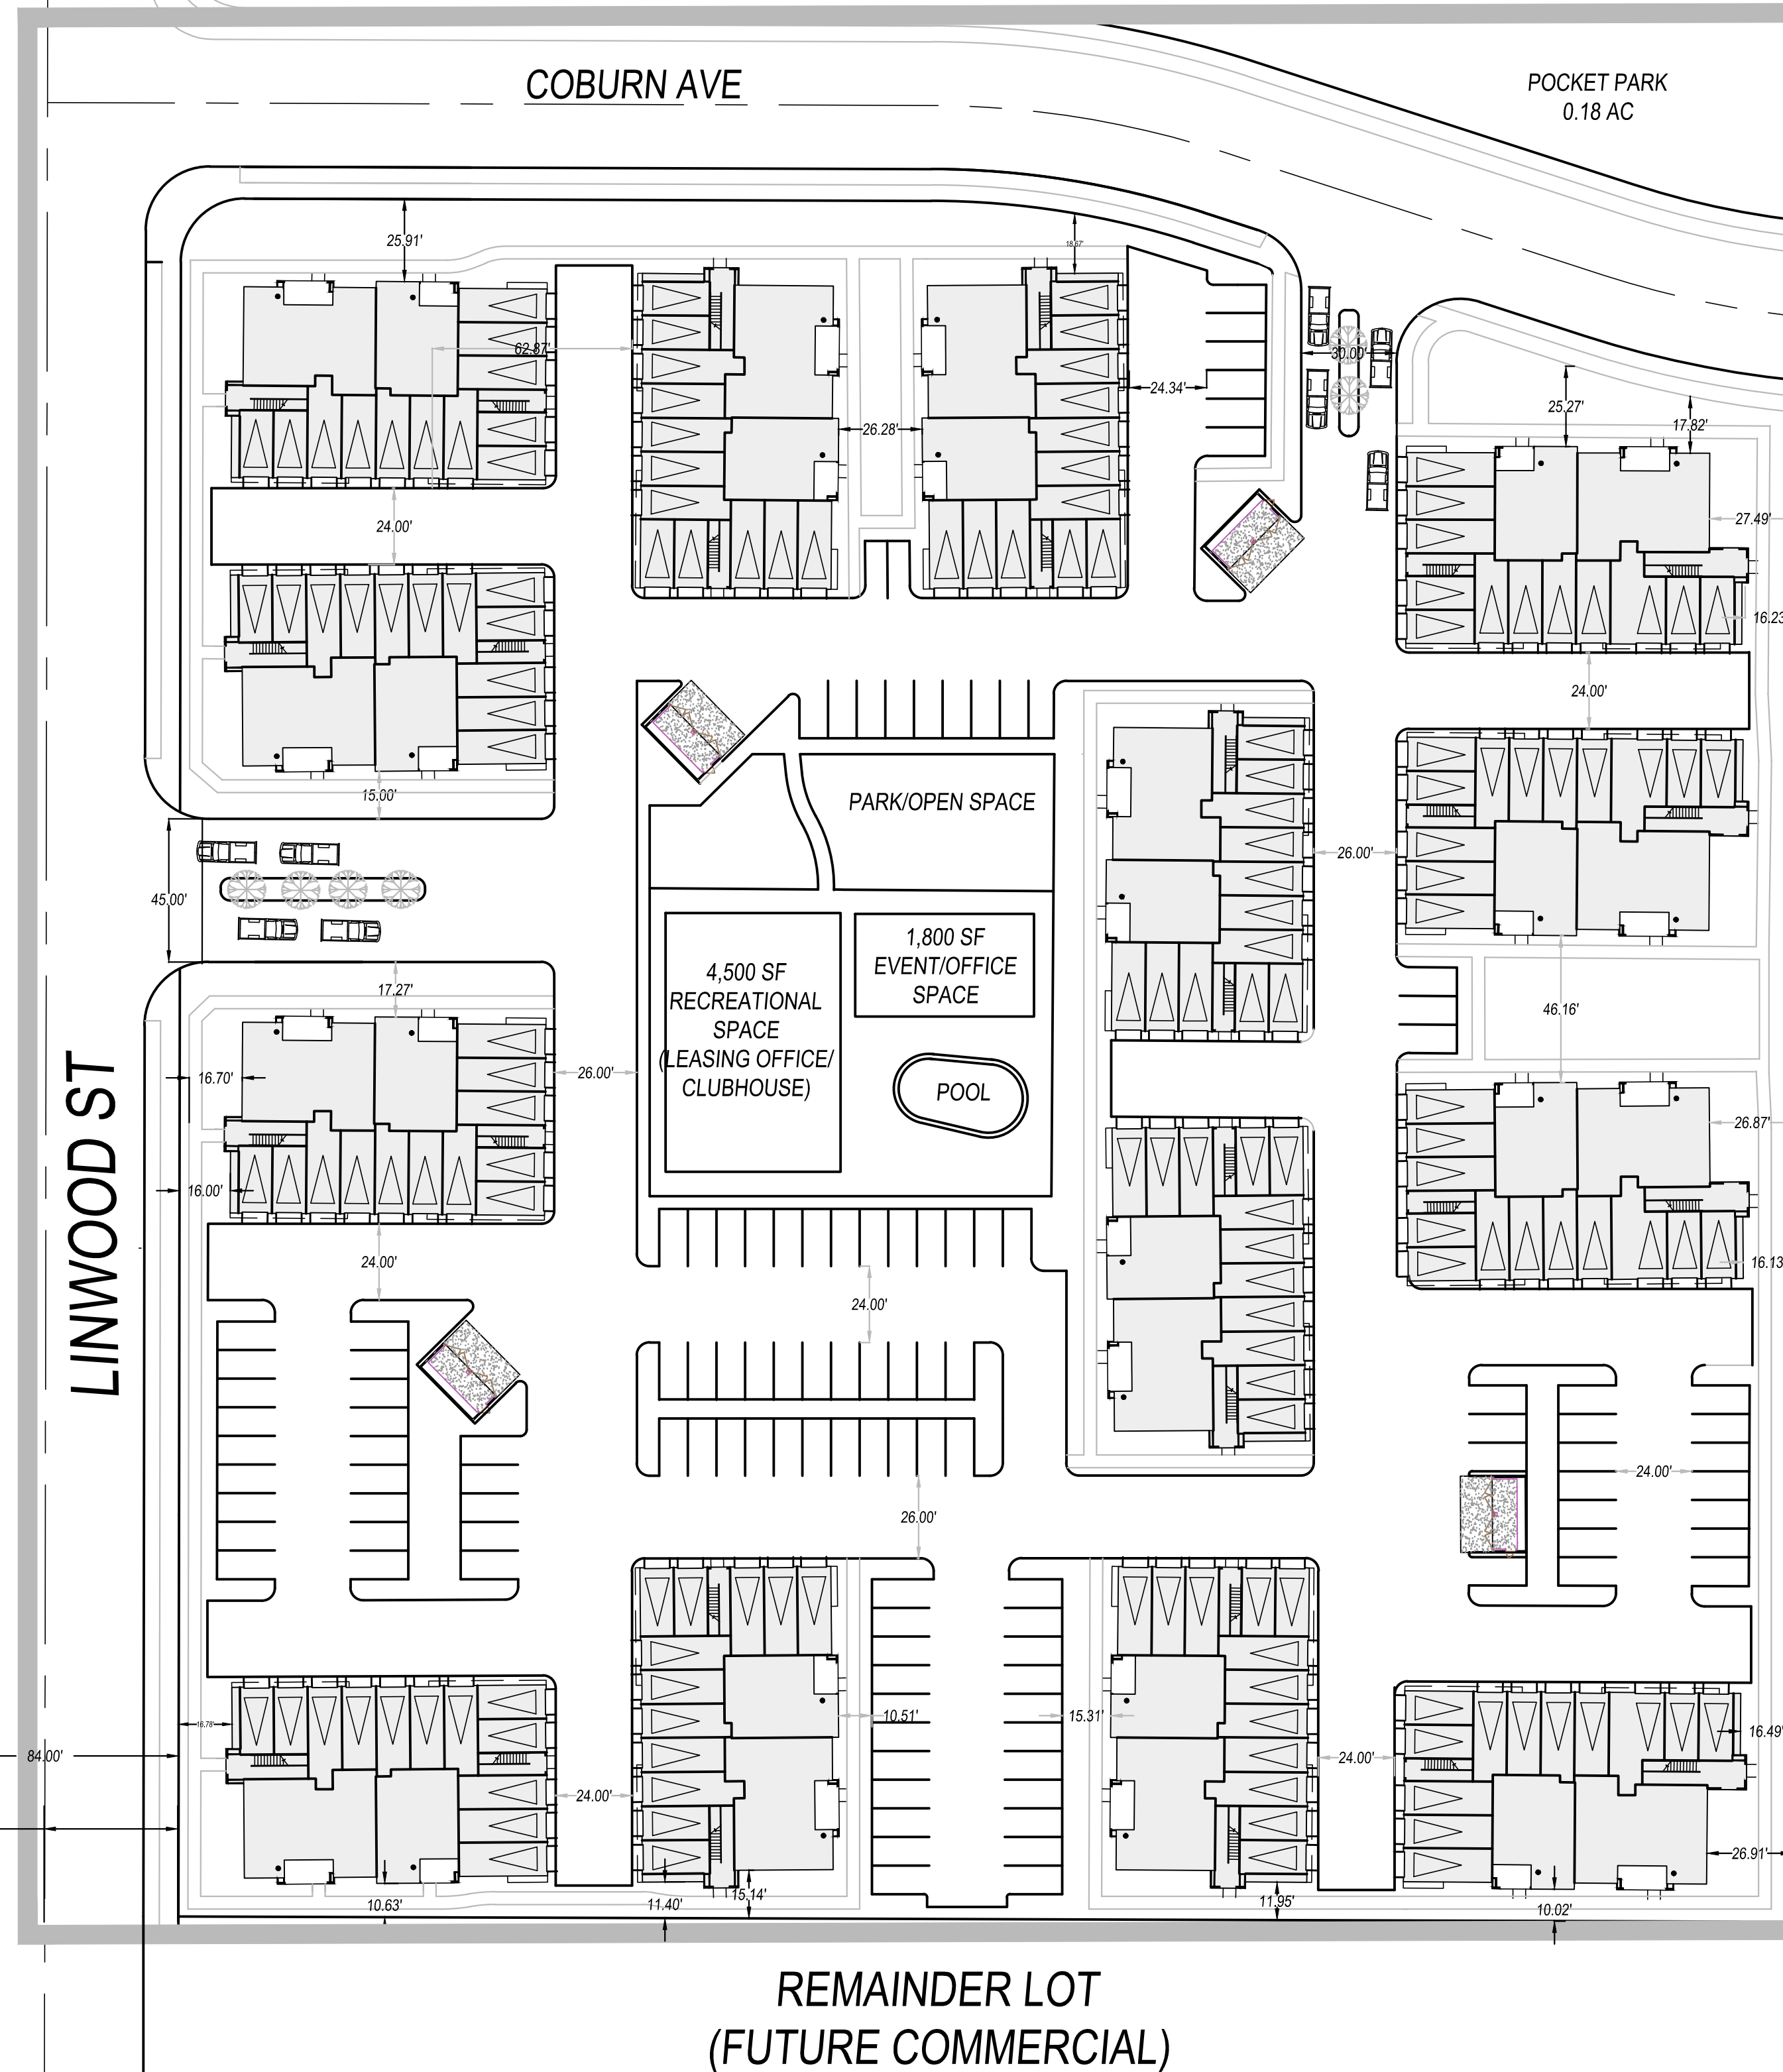 COBURN AVE
POCKET PARK
0.18 AC
25.91'
18.67'
62.87'
30.00'
24.34'
25.27'
17.82'
26.28'
27.49'
24.00'
16.23
24.00'
15.00'
PARK/OPEN SPACE
26.00'
45.00'
1,800 SF
EVENT/OFFICE
SPACE
4,500 SF
RECREATIONAL
SPACE
(LEASING OFFICE/
CLUBHOUSE)
17.27'
46.16'
26.00'
16.70'
POOL
26.87'
LINWOOD ST
16.00'
24.00'
16.13
24.00'
24.00'
26.00'
10.51'
15.31'
16.78'
16.49'
84.00'
24.00'
24.00'
26.91'
10.63'
11.40'
15.14'
11.95'
10.02'
REMAINDER LOT
(FUTURE COMMERCIAL)